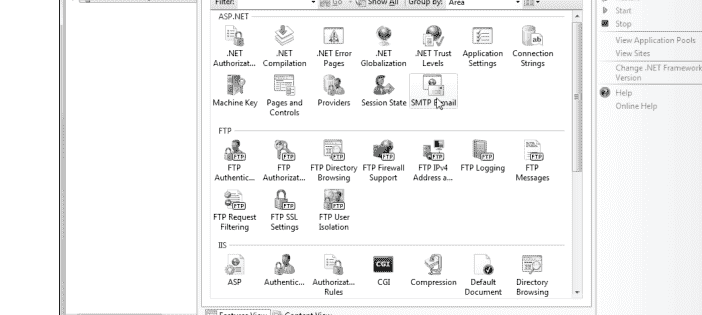 Filter:
Show All
Group by: Area
Start
Stop
View Application Pools
View Sites
Change .NET Framework
Version
Help
Online Help
ASP.NET
.NET Authorizat...
.NET Compilation
.NET Error Pages
.NET Globalization
.NET Trust Levels
Application Settings
Connection Strings
ab
Machine Key
Pages and Controls
Providers
Session State
SMTP E-mail
FTP
FTP Authentic...
FTP Authorizat...
FTP Directory Browsing
FTP Firewall Support
FTP IPv4 Address a...
FTP Logging
FTP Messages
FTP Request Filtering
FTP SSL Settings
FTP User Isolation
IIS
ASP
Authentic...
Authorizat... Rules
CGI
CGI
Compression
Default Document
Directory Browsing
Features View
Content View